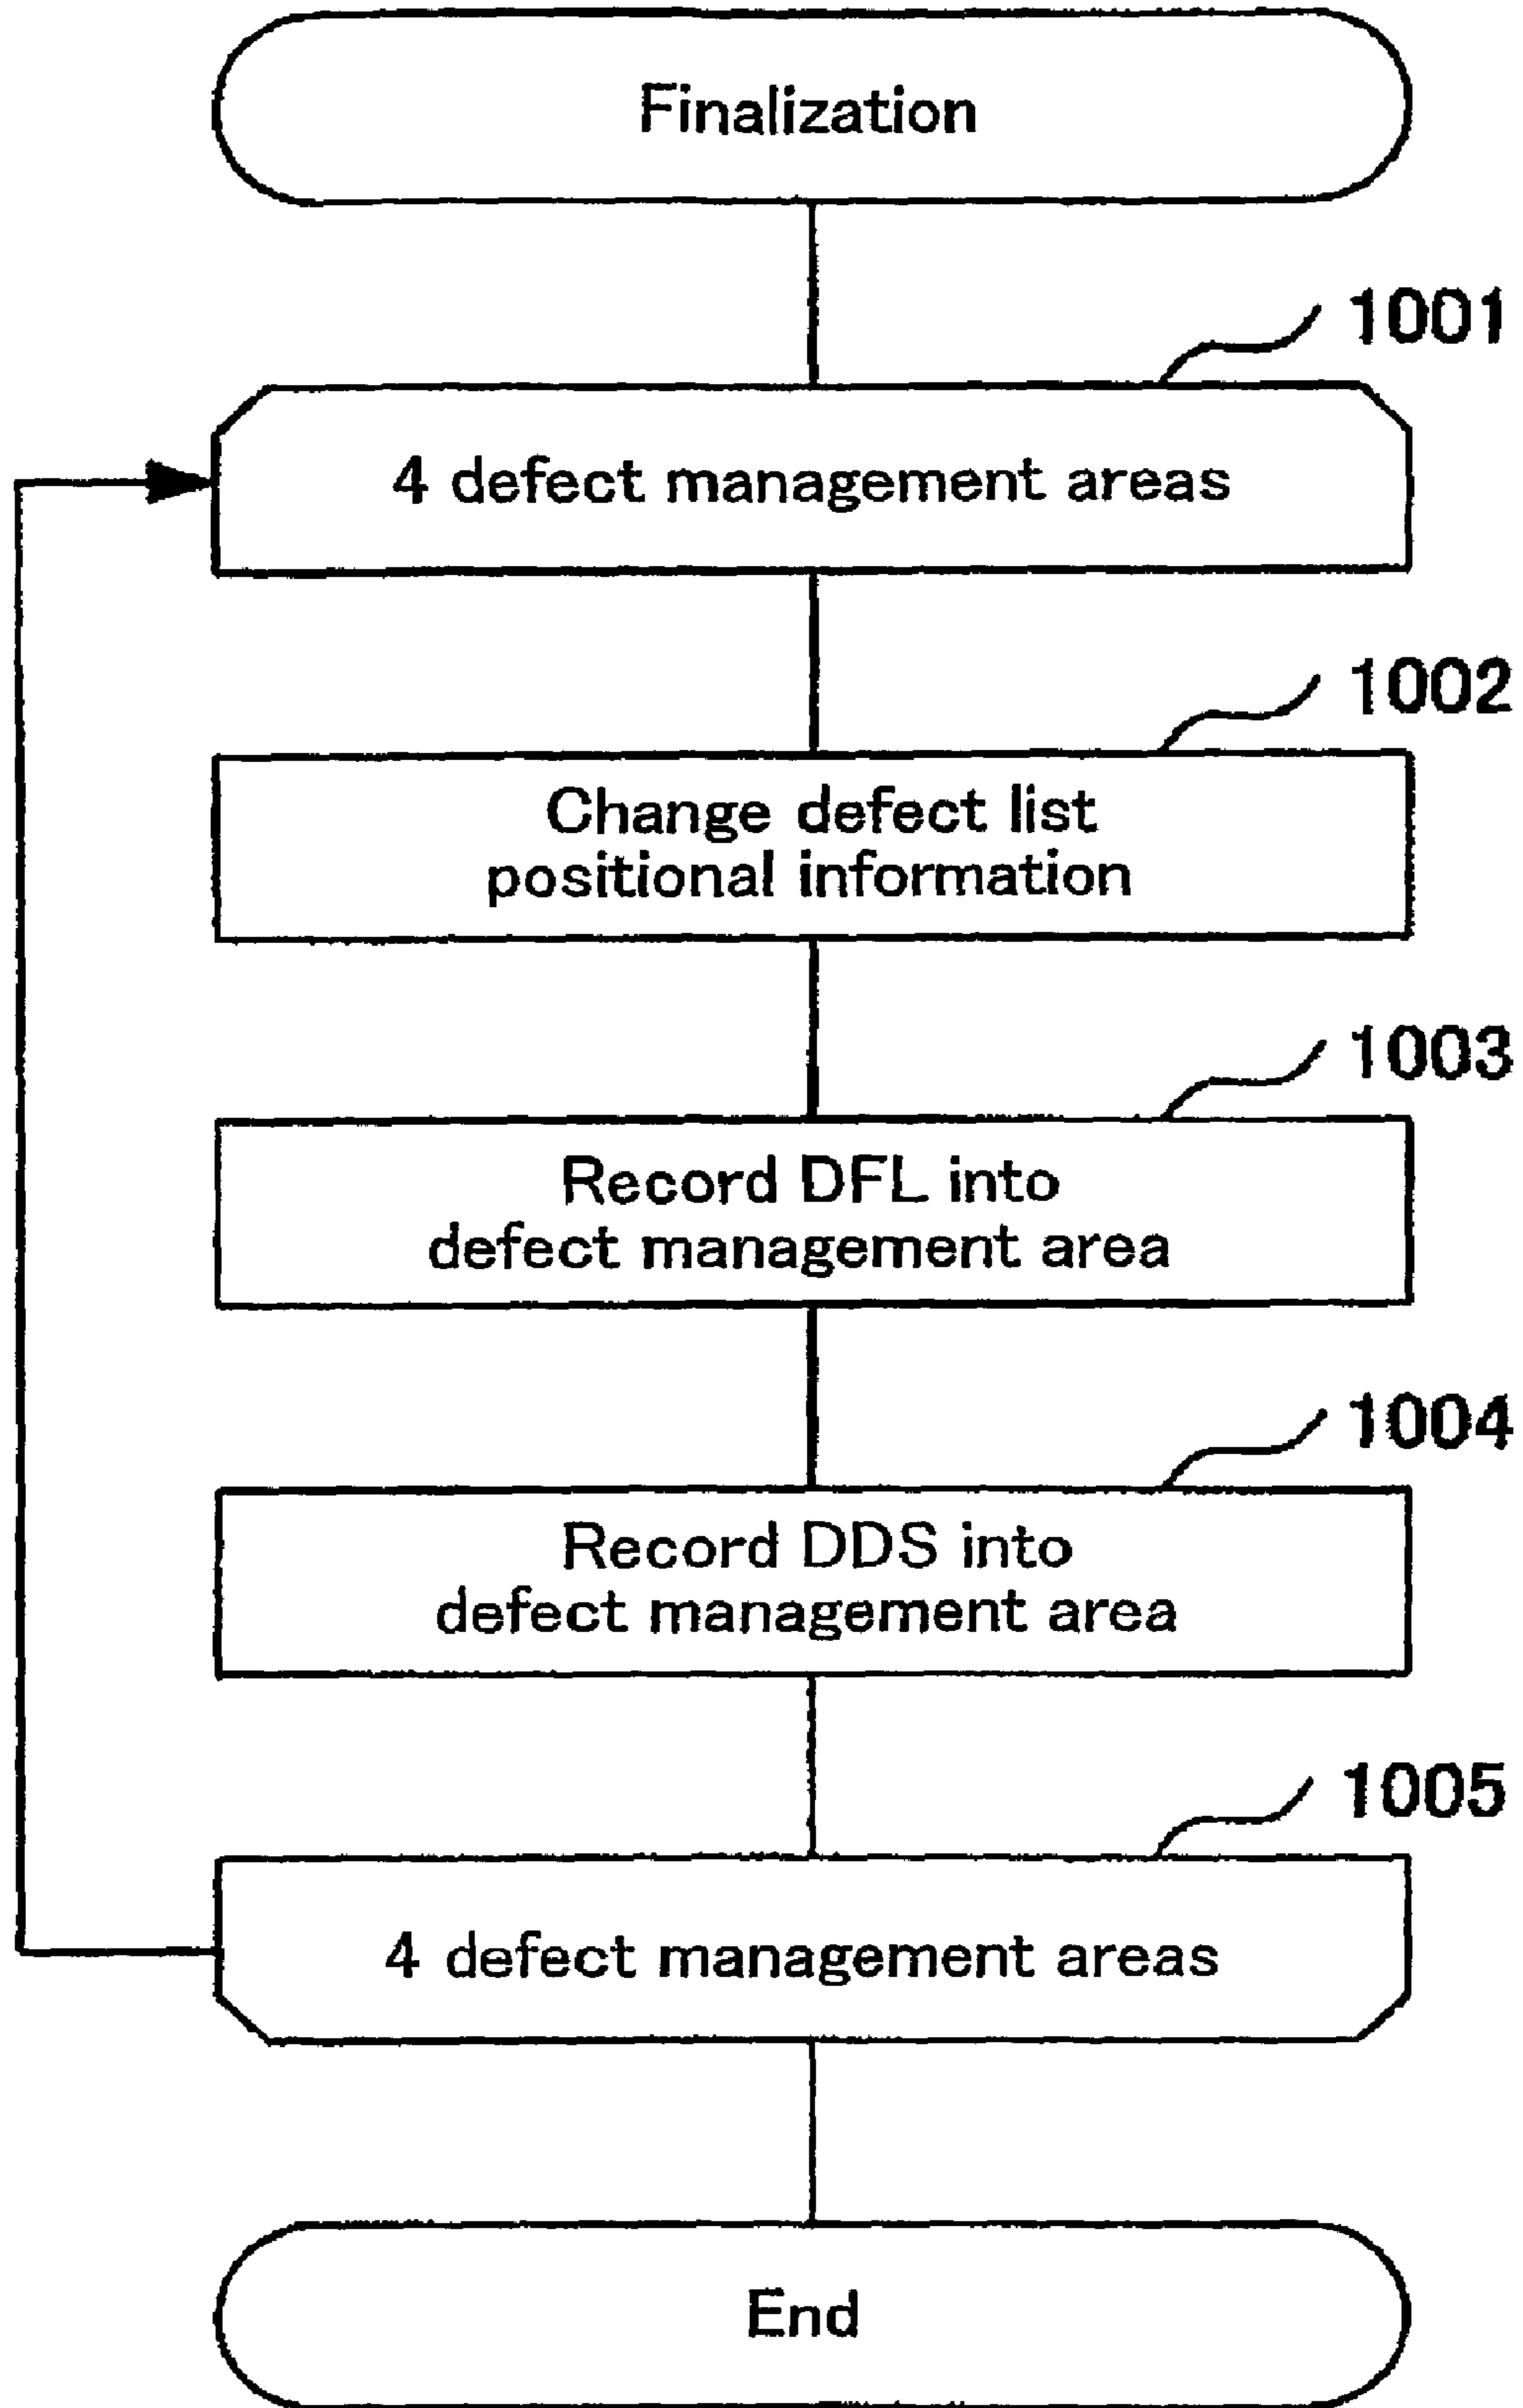 Finalization
1001
4 defect management areas
1002
Change defect list
positional information
1003
Record DFL into
defect management area
1004
Record DDS into
defect management area
1005
4 defect management areas
End